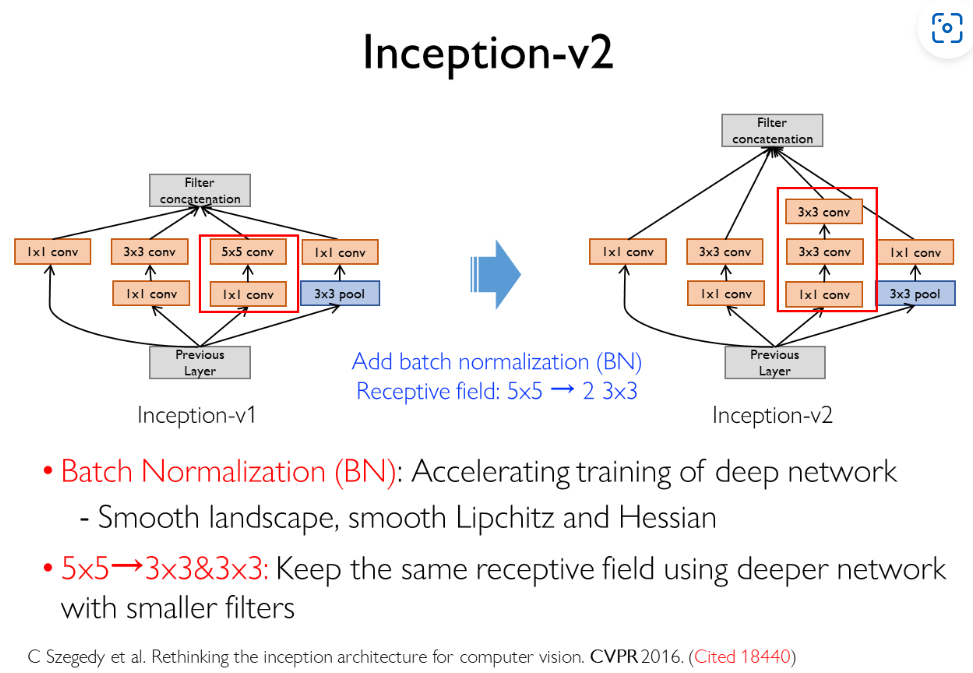 Inception-v2
Filter
concatenation
1x1 conv
3x3 conv
5x5 conv
1x1 conv
1x1 conv
1x1 conv
3x3 pool
Previous
Layer
Inception-v1
Add batch normalization (BN)
Receptive field: 5x5 → 2 3x3
Filter
concatenation
3x3 conv
1x1 conv
3x3 conv
3x3 conv
1x1 conv
1x1 conv
1x1 conv
3x3 pool
Previous
Layer
Inception-v2
• Batch Normalization (BN): Accelerating training of deep network
- Smooth landscape, smooth Lipchitz and Hessian
• 5x5→3x3&3x3: Keep the same receptive field using deeper network
with smaller filters
C Szegedy et al. Rethinking the inception architecture for computer vision. CVPR 2016. (Cited 18440)